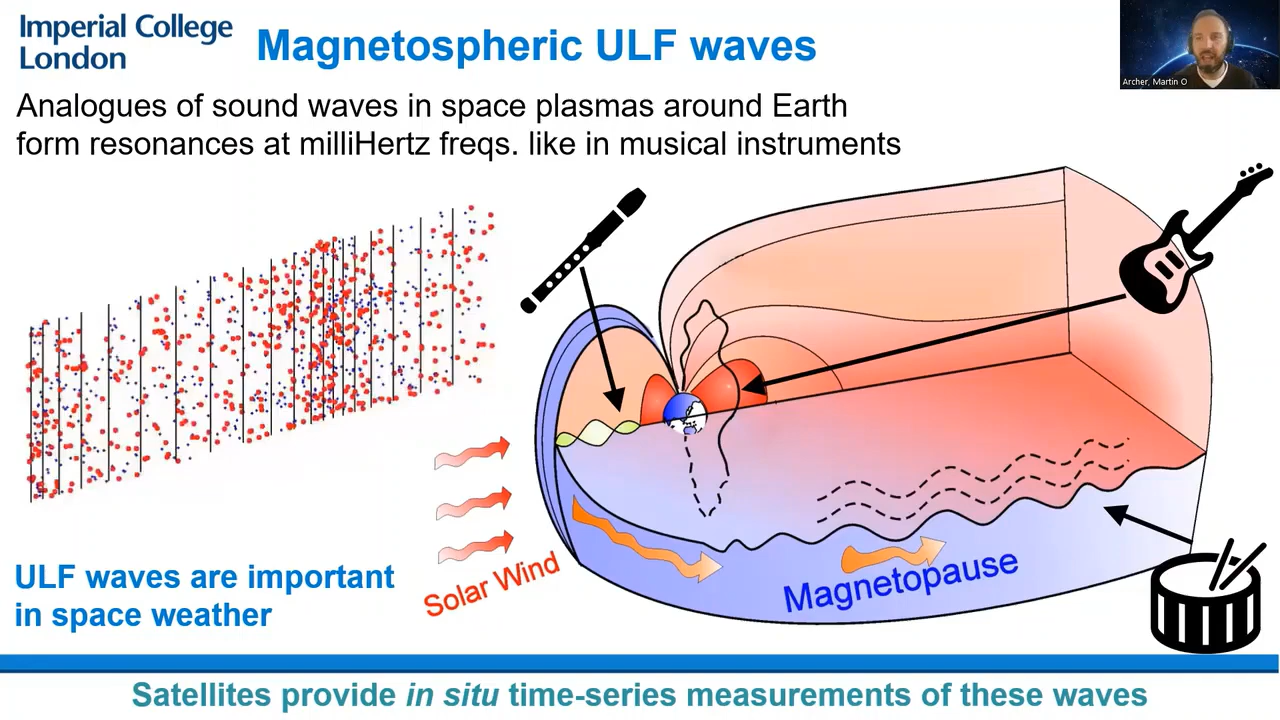 Imperial College
London
Magnetospheric ULF waves
Archer, Martin O
Analogues of sound waves in space plasmas around Earth
form resonances at milliHertz freqs. like in musical instruments
Solar Wind
Magnetopause
ULF waves are important
in space weather
Satellites provide in situ time-series measurements of these waves